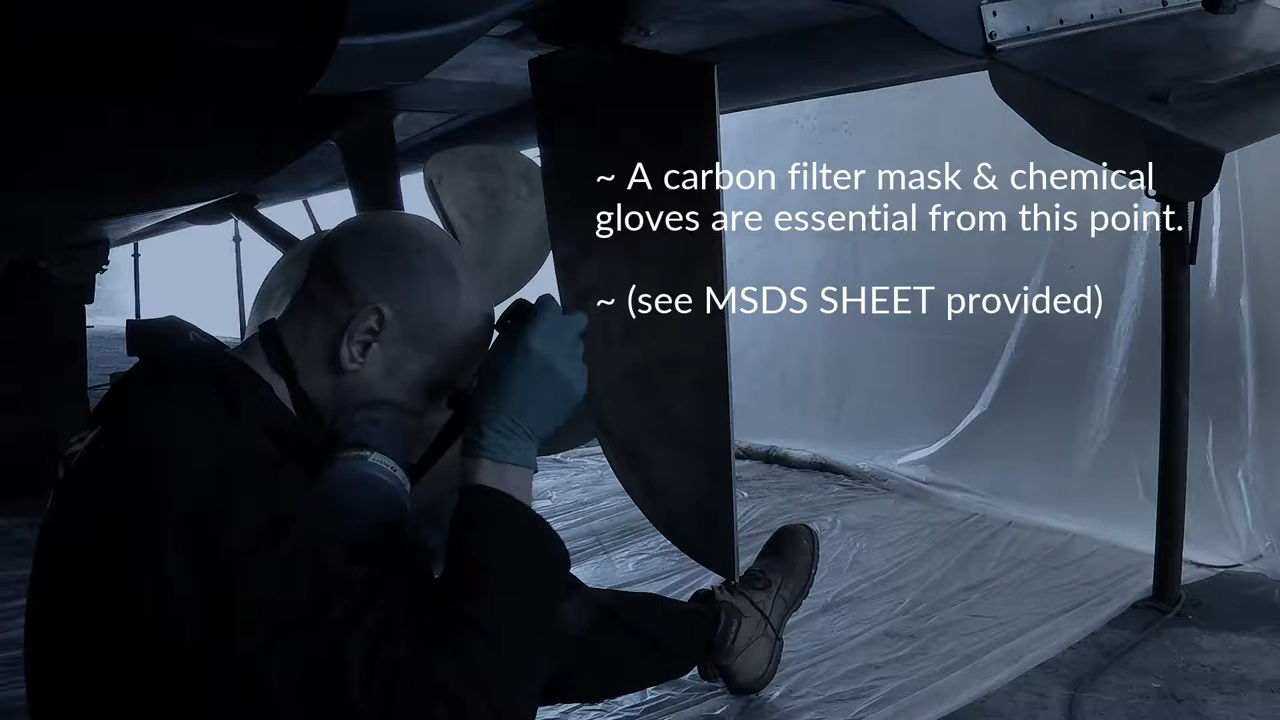 ~ A carbon filter mask & chemical
gloves are essential from this point.
~ (see MSDS SHEET provided)